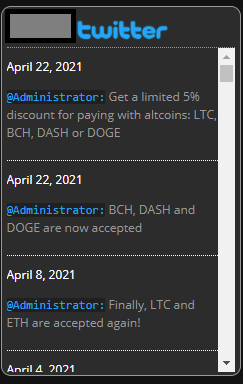 twitter
April 22, 2021
@Administrator: Get a limited 5%
discount for paying with altcoins: LTC,
BCH, DASH or DOGE
April 22, 2021
@Administrator: BCH, DASH and
DOGE are now accepted
April 8, 2021
@Administrator: Finally, LTC and
ETH are accepted again!
April 4, 2021